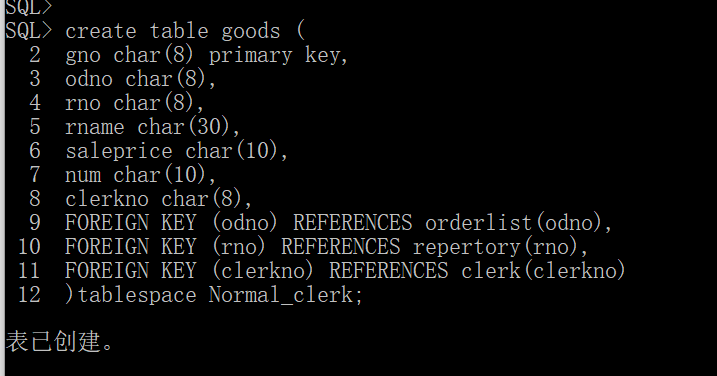 SQL>
SQL> create table goods (
2 gno char(8) primary key,
3 odno char(8),
4 rno char(8),
5 rname char(30),
6 saleprice char(10),
7 num char(10),
8 clerkno char(8),
9 FOREIGN KEY (odno) REFERENCES orderlist(odno),
10 FOREIGN KEY (rno) REFERENCES repertory(rno),
11 FOREIGN KEY (clerkno) REFERENCES clerk(clerkno)
12 )tablespace Normal_clerk;
表已创建。